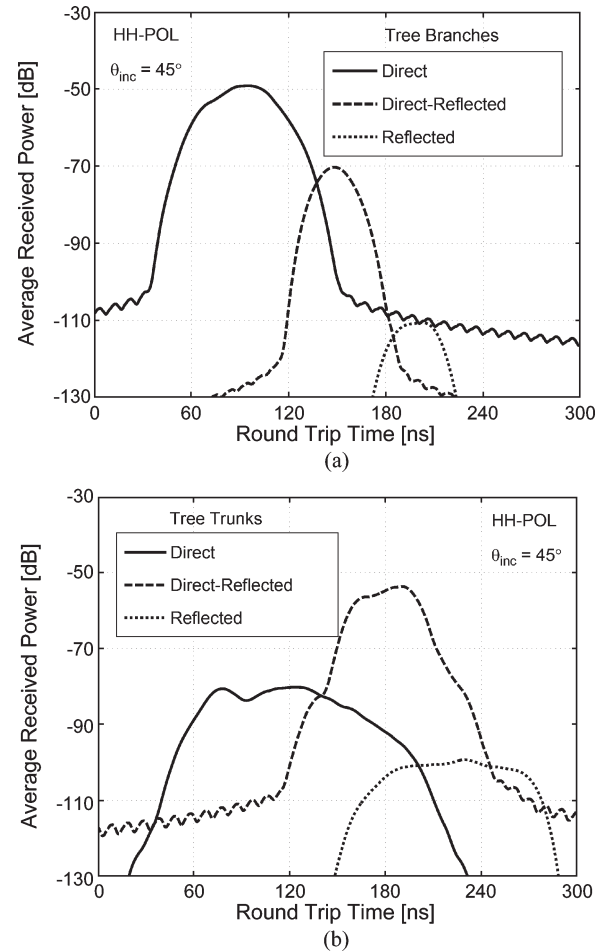 -30
HH-POL
θinc = 45°
Tree Branches
Direct
Direct-Reflected
Reflected
-50
-70
-90
-110
-130
Average Received Power [dB]
0 60 120 180 240 300
Round Trip Time [ns]
(a)
-30
Tree Trunks
Direct
Direct-Reflected
Reflected
HH-POL
θinc = 45°
-50
-70
-90
-110
-130
Average Received Power [dB]
0 60 120 180 240 300
Round Trip Time [ns]
(b)